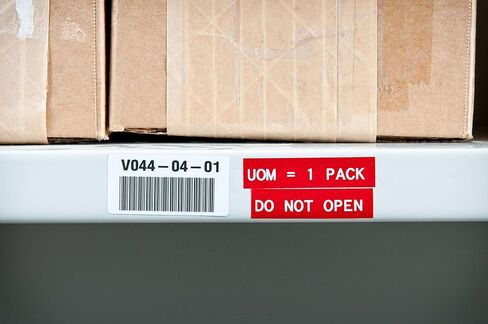 V044-04-01
UOM = 1 PACK
DO NOT OPEN